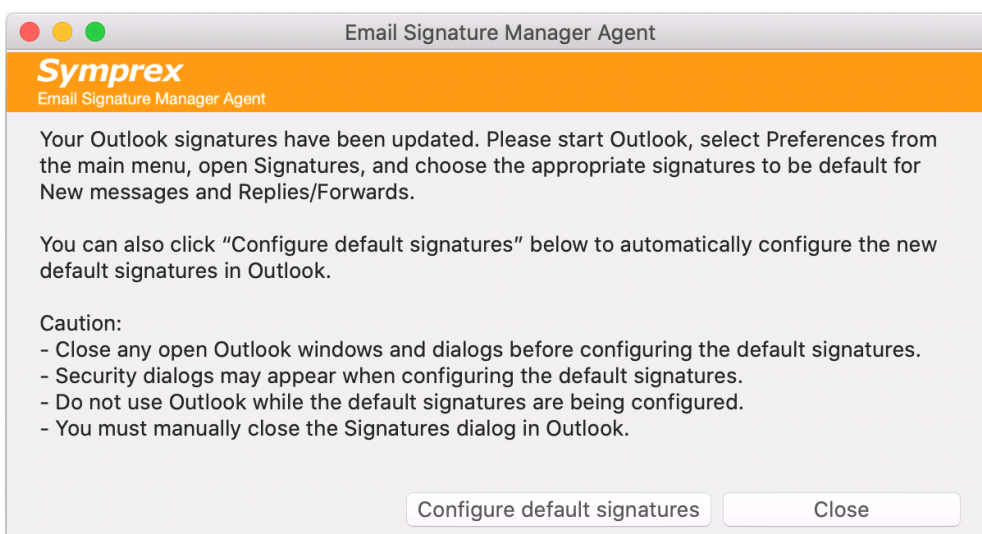 Email Signature Manager Agent
Symprex
Email Signature Manager Agent
Your Outlook signatures have been updated. Please start Outlook, select Preferences from
the main menu, open Signatures, and choose the appropriate signatures to be default for
New messages and Replies/Forwards.
You can also click “Configure default signatures” below to automatically configure the new
default signatures in Outlook.
Caution:
- Close any open Outlook windows and dialogs before configuring the default signatures.
- Security dialogs may appear when configuring the default signatures.
- Do not use Outlook while the default signatures are being configured.
- You must manually close the Signatures dialog in Outlook.
Configure default signatures Close